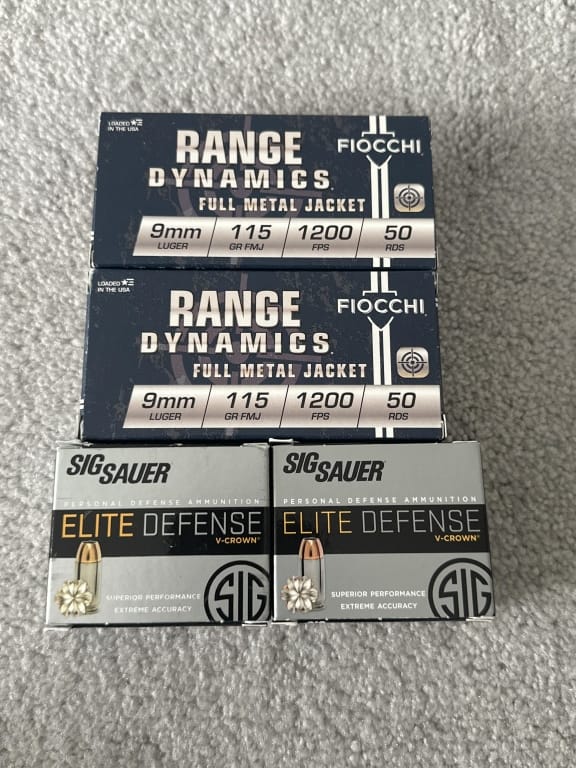 LOADED IN THE USA
RANGE
DYNAMICS
FULL METAL JACKET
FIOCCHI
9mm LUGER
115 GR FMJ
1200 FPS
50 RDS
LOADED IN THE USA
RANGE
DYNAMICS
FULL METAL JACKET
FIOCCHI
9mm LUGER
115 GR FMJ
1200 FPS
50 RDS
SIG SAUER
PERSONAL DEFENSE AMMUNITION
ELITE DEFENSE
V-CROWN®
SUPERIOR PERFORMANCE
EXTREME ACCURACY
SIG
SIG SAUER
PERSONAL DEFENSE AMMUNITION
ELITE DEFENSE
V-CROWN®
SUPERIOR PERFORMANCE
EXTREME ACCURACY
SIG